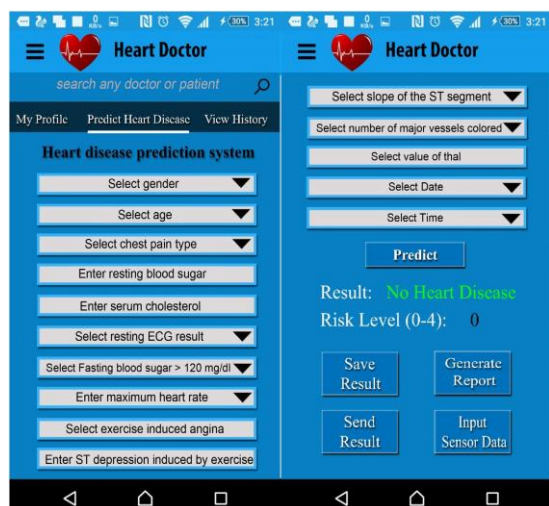 30% 3:21
Heart Doctor
search any doctor or patient
My Profile Predict Heart Disease View History
Heart disease prediction system
Select gender
Select age
Select chest pain type
Enter resting blood sugar
Enter serum cholesterol
Select resting ECG result
Select Fasting blood sugar > 120 mg/dl
Enter maximum heart rate
Select exercise induced angina
Enter ST depression induced by exercise
30% 3:21
Heart Doctor
Select slope of the ST segment
Select number of major vessels colored
Select value of thal
Select Date
Select Time
Predict
Result: No Heart Disease
Risk Level (0-4): 0
Save Result
Generate Report
Send Result
Input Sensor Data